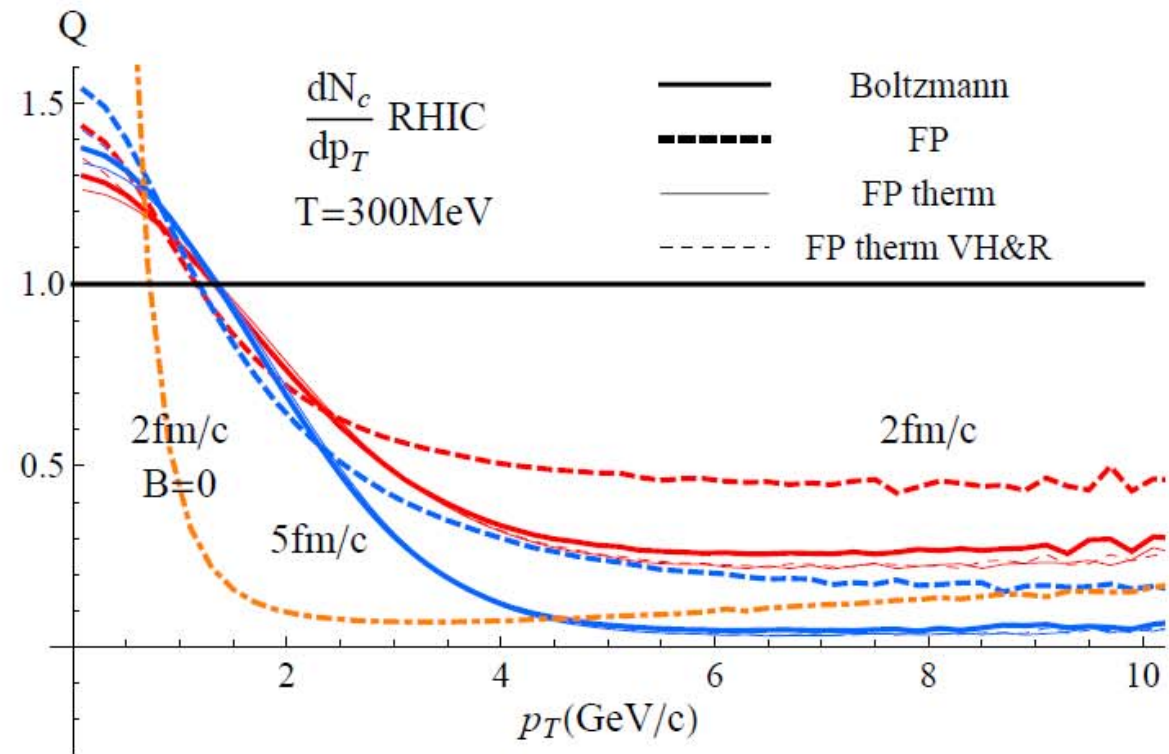 Q
1.5
1.0
0.5
dN_c
dp_T
RHIC
T=300MeV
Boltzmann
FP
FP therm
FP therm VH&R
2fm/c
B=0
5fm/c
2fm/c
2
4
6
8
10
p_T(GeV/c)